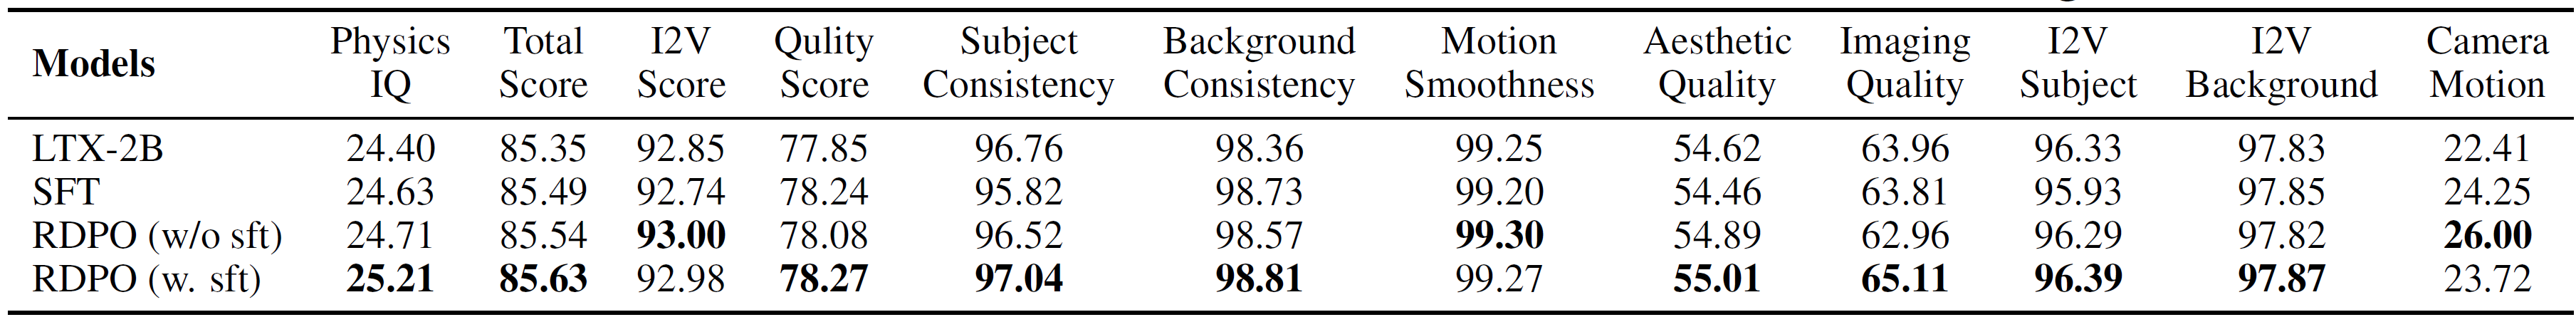 Models Physics IQ Total Score I2V Score Qulity Score Subject Consistency Background Consistency Motion Smoothness Aesthetic Quality Imaging Quality I2V Subject I2V Background Camera Motion
LTX-2B 24.40 85.35 92.85 77.85 96.76 98.36 99.25 54.62 63.96 96.33 97.83 22.41
SFT 24.63 85.49 92.74 78.24 95.82 98.73 99.20 54.46 63.81 95.93 97.85 24.25
RDPO (w/o sft) 24.71 85.54 93.00 78.08 96.52 98.57 99.30 54.89 62.96 96.29 97.82 26.00
RDPO (w. sft) 25.21 85.63 92.98 78.27 97.04 98.81 99.27 55.01 65.11 96.39 97.87 23.72